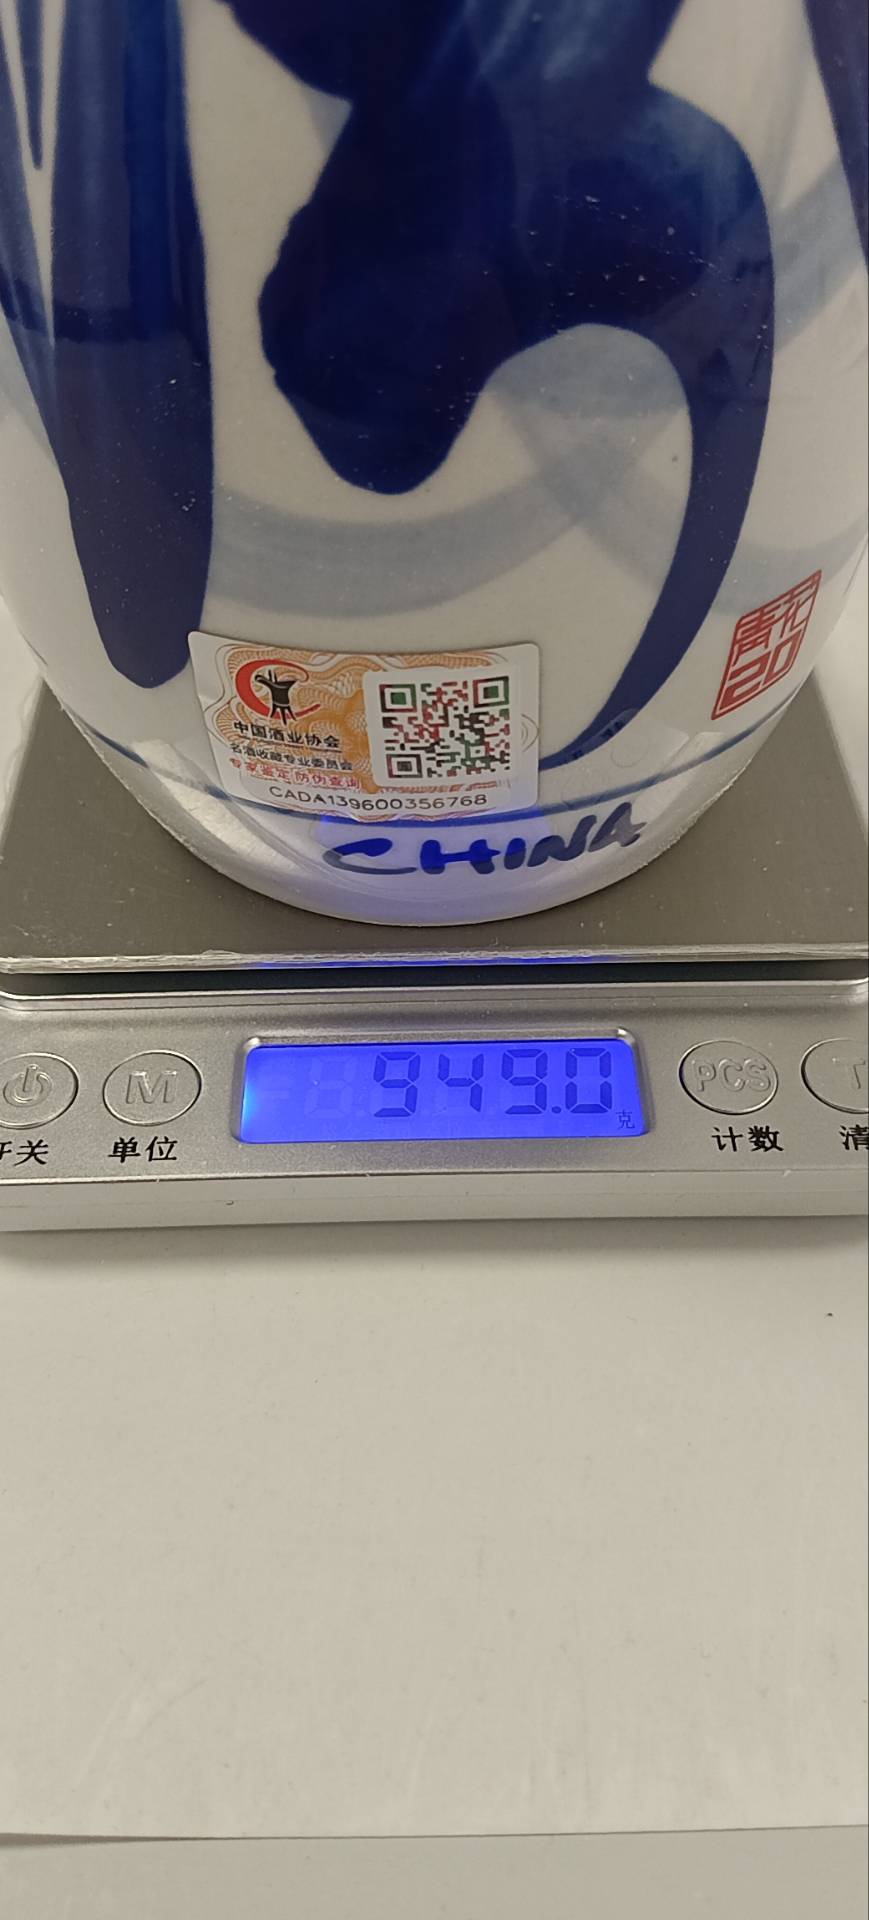 青花
20
中国酒业协会
名酒收藏专业委员会
专家鉴定 防伪查询
CADA139600356768
CHINA
949.0
克
M
PCS
T
开关
单位
计数
清